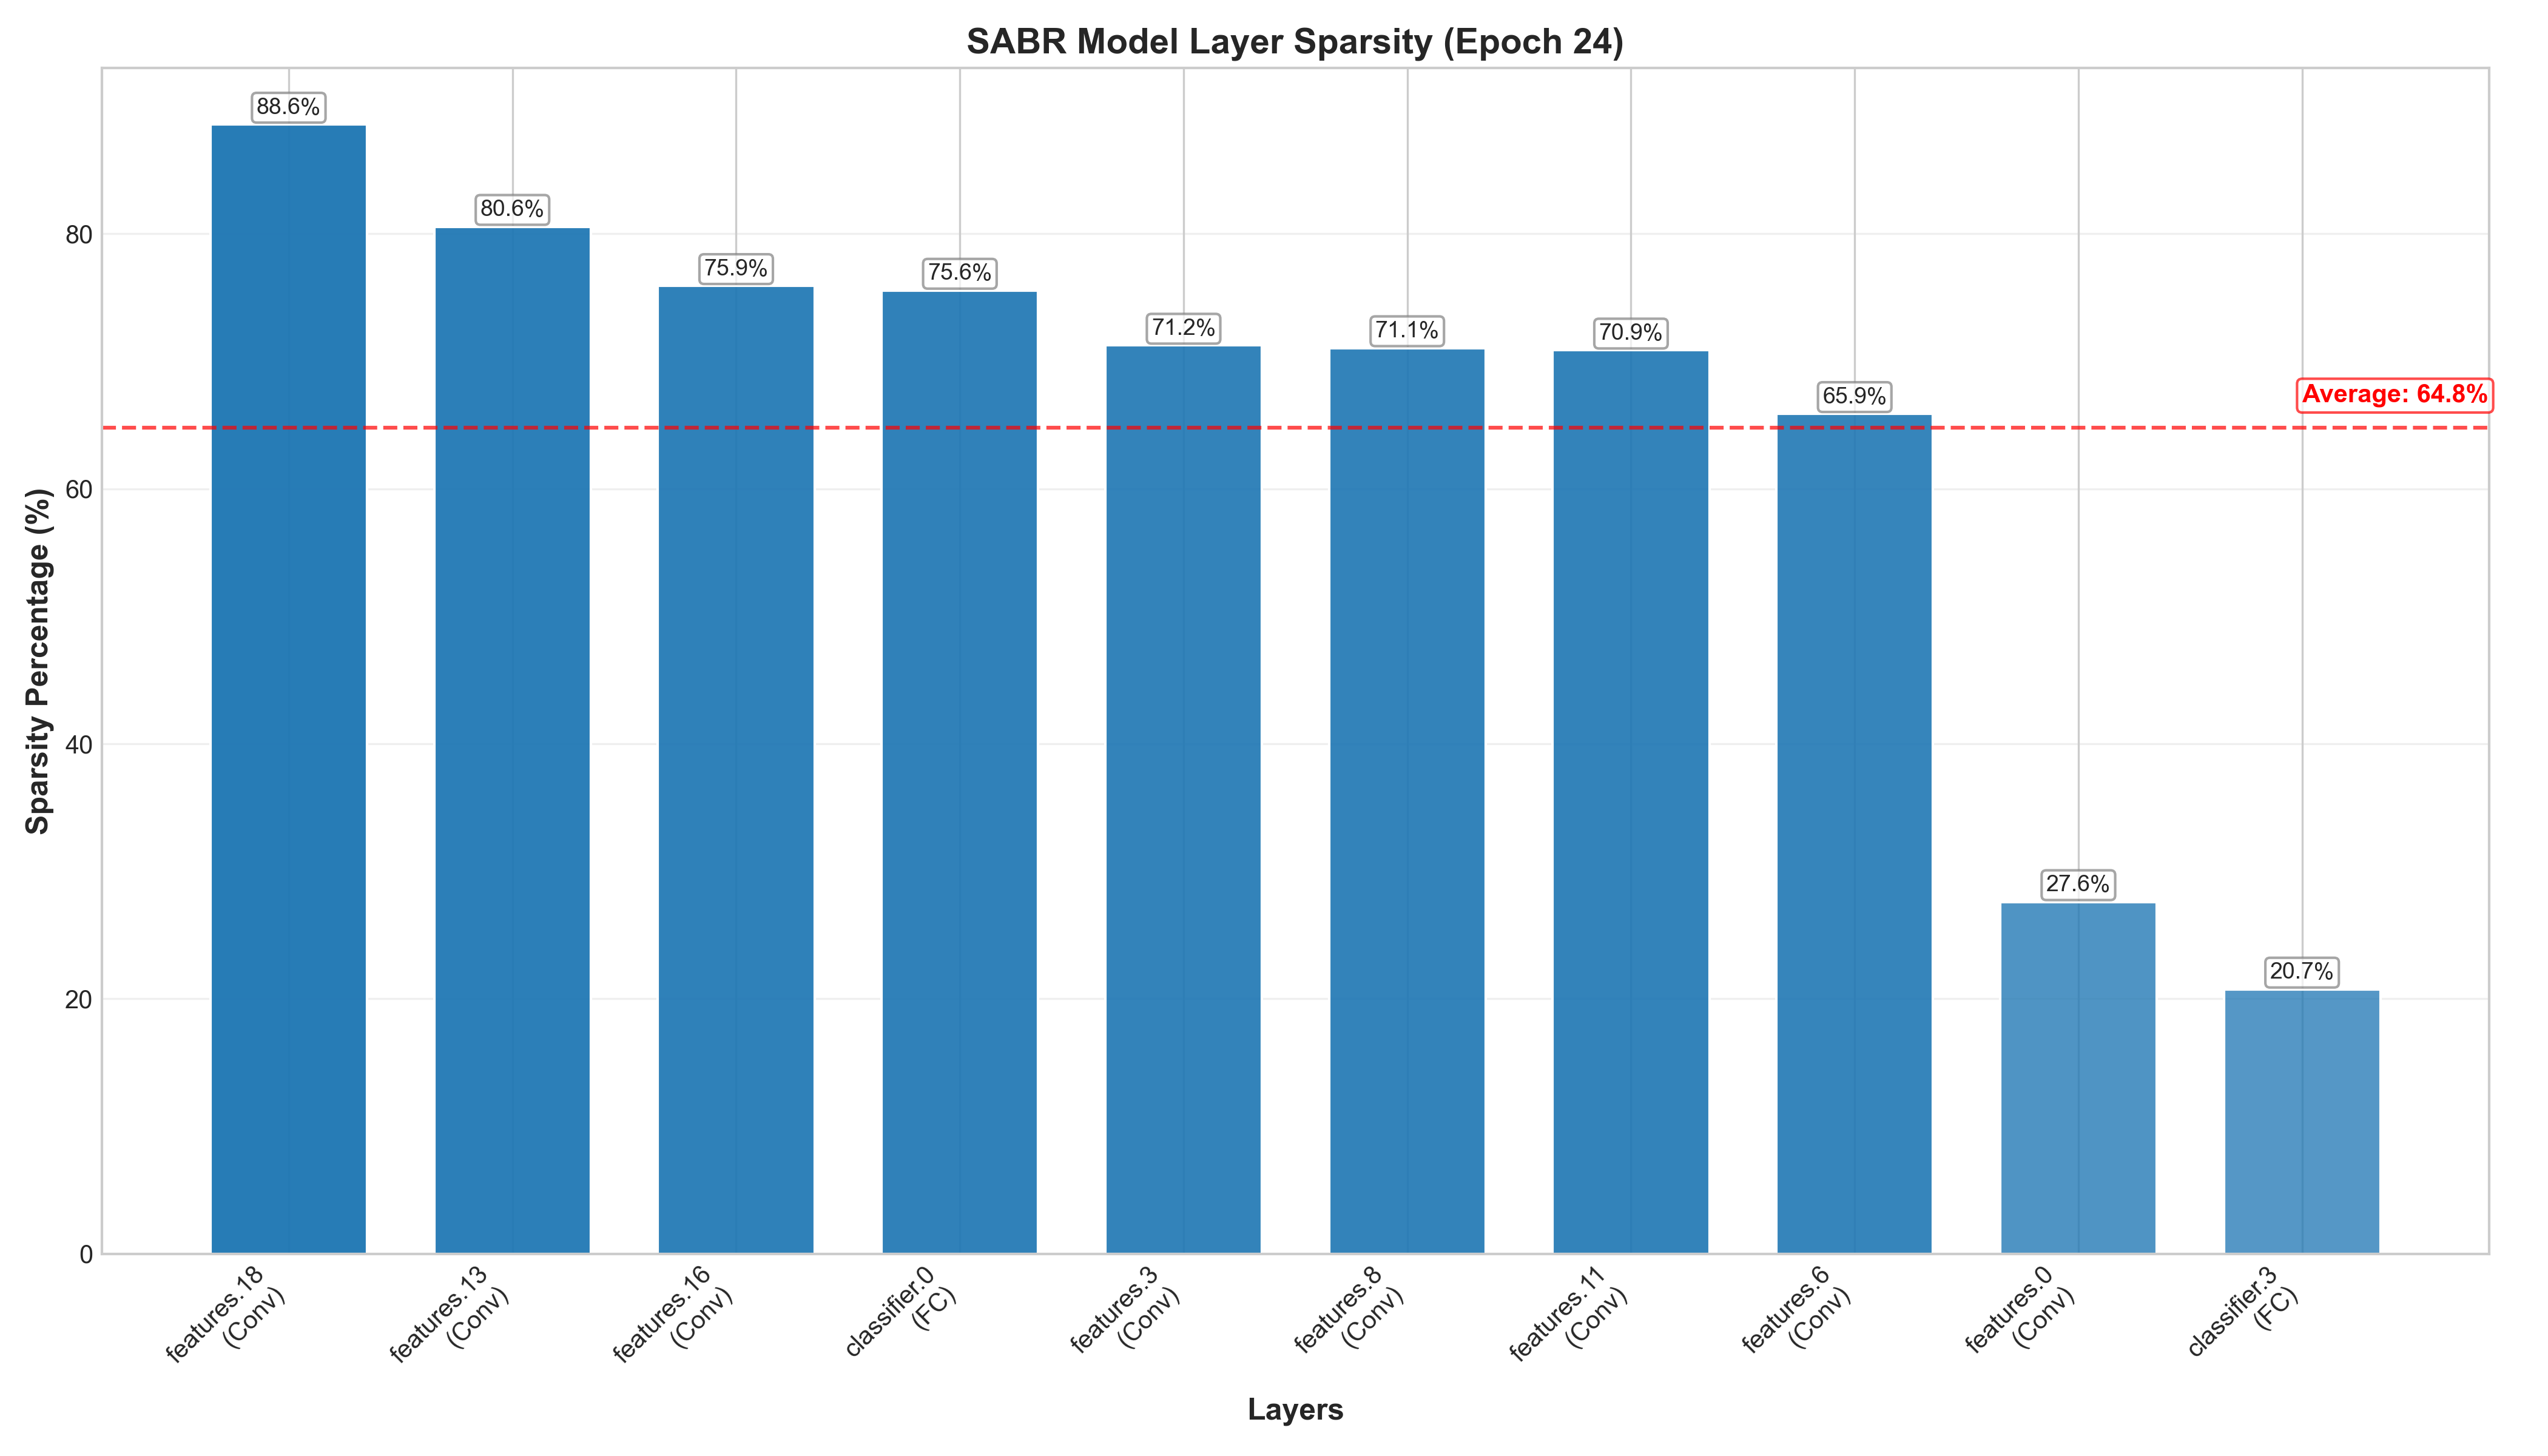 SABR Model Layer Sparsity (Epoch 24)
Sparsity Percentage (%)
80
60
40
20
0
88.6%
80.6%
75.9%
75.6%
71.2%
71.1%
70.9%
65.9%
27.6%
20.7%
Average: 64.8%
features.18
(Conv)
features.13
(Conv)
features.16
(Conv)
classifier.0
(FC)
features.3
(Conv)
features.8
(Conv)
features.11
(Conv)
features.6
(Conv)
features.0
(Conv)
classifier.3
(FC)
Layers